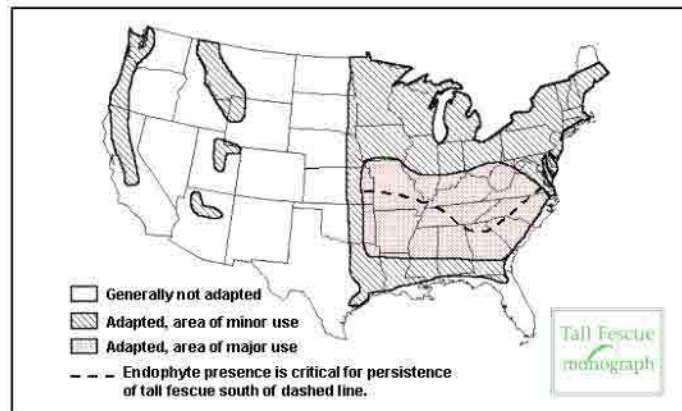 Generally not adapted
Adapted, area of minor use
Adapted, area of major use
Endophyte presence is critical for persistence
of tall fescue south of dashed line.
Tall Fescue
monograph